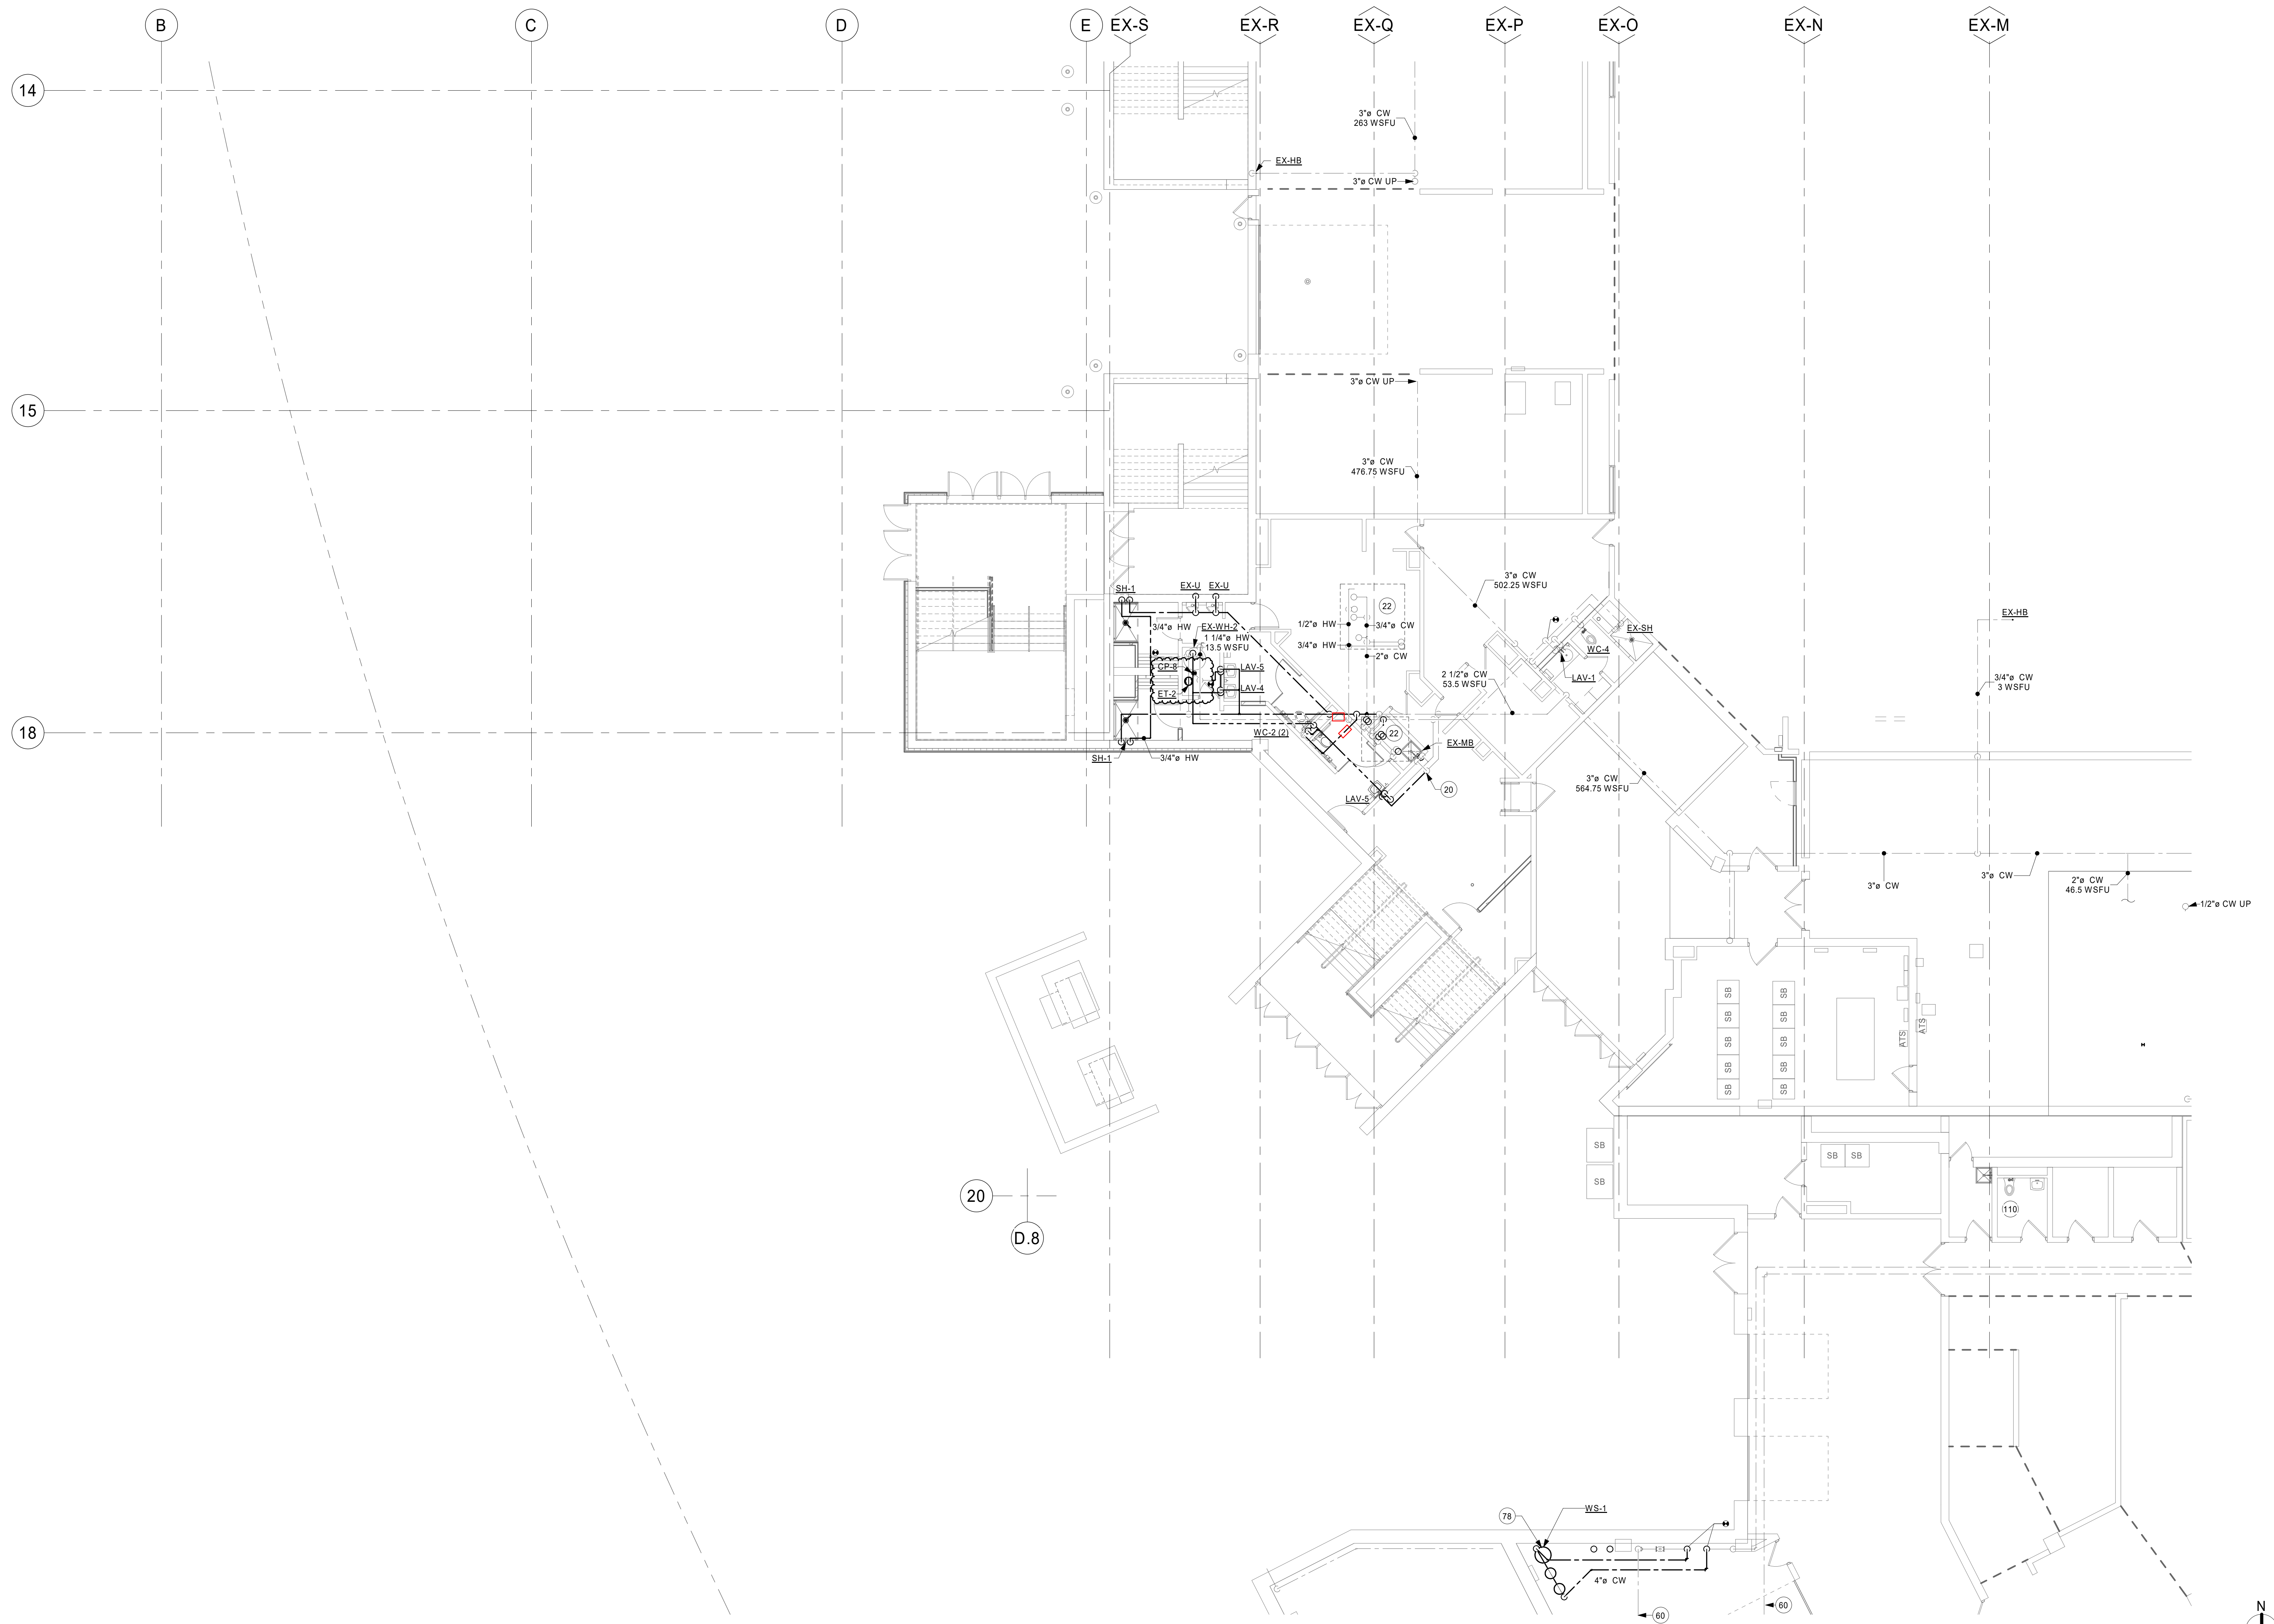 B
C
D
E
EX-S
EX-R
EX-Q
EX-P
EX-O
EX-N
EX-M
14
3"ø CW
263 WSFU
EX-HB
3"ø CW UP
15
3"ø CW UP
3"ø CW
476.75 WSFU
3"ø CW
502.25 WSFU
SH-1
EX-U
EX-U
22
1/2"ø HW
3/4"ø CW
3/4"ø HW
EX-WH-2
1 1/4"ø HW
13.5 WSFU
3/4"ø HW
2"ø CW
EX-HB
EX-SH
WC-4
LAV-1
CP-8
LAV-5
ET-2
LAV-4
2 1/2"ø CW
53.5 WSFU
3/4"ø CW
3 WSFU
18
WC-2 (2)
22
EX-MB
SH-1
3/4"ø HW
3"ø CW
564.75 WSFU
20
LAV-5
3"ø CW
3"ø CW
2"ø CW
46.5 WSFU
1/2"ø CW UP
SB
SB
SB
SB
SB
SB
SB
SB
SB
SB
ATS
ATS
SB
SB
SB
SB
20
D.8
110
WS-1
78
4"ø CW
60
60
N